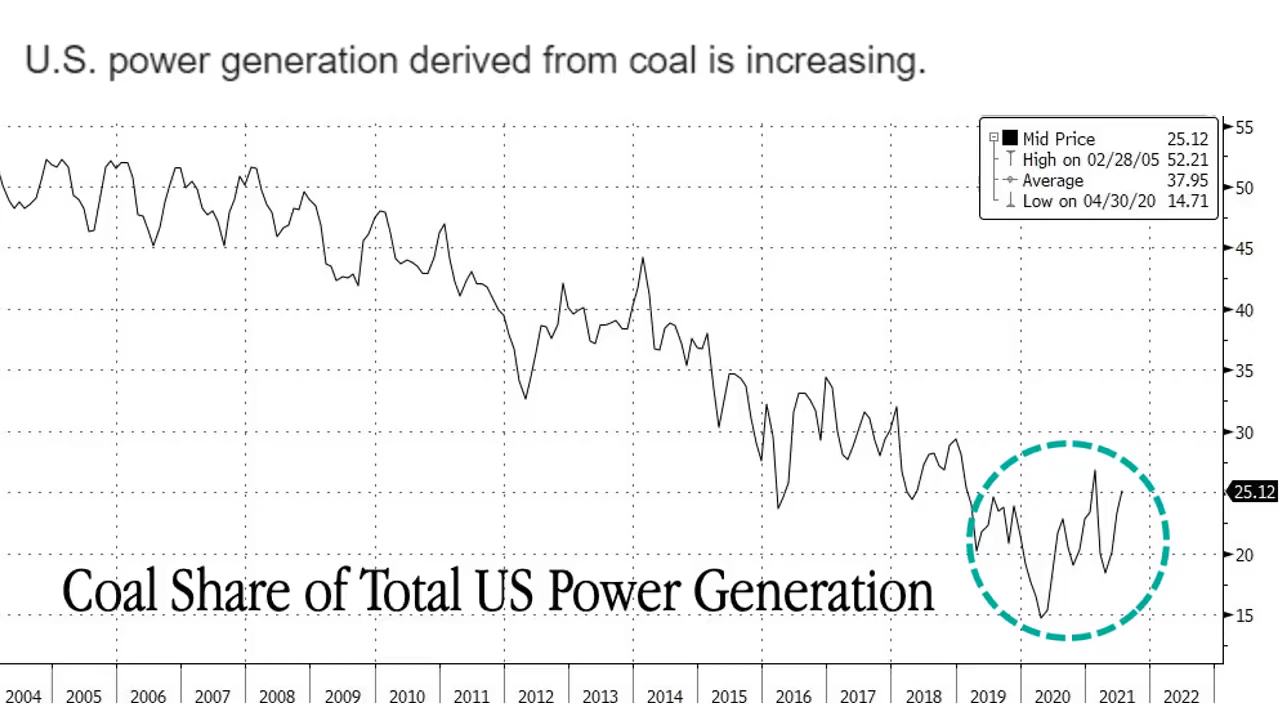 U.S. power generation derived from coal is increasing.
Mid Price 25.12
High on 02/28/05 52.21
Average 37.95
Low on 04/30/20 14.71
55
50
45
40
35
30
25.12
20
15
Coal Share of Total US Power Generation
2004 2005 2006 2007 2008 2009 2010 2011 2012 2013 2014 2015 2016 2017 2018 2019 2020 2021 2022